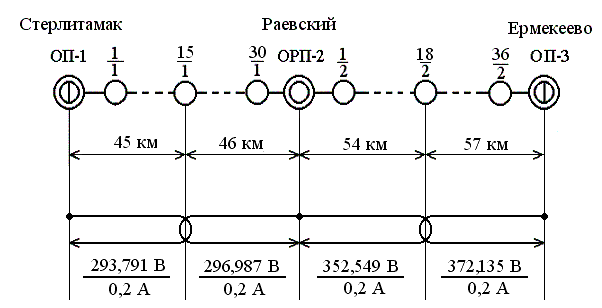 Стерлитамак Раевский Ермекеево
ОП-1 1/1 15/1 30/1 ОРП-2 1/2 18/2 36/2 ОП-3
45 км 46 км 54 км 57 км
293,791 В 296,987 В 352,549 В 372,135 В
0,2 А 0,2 А 0,2 А 0,2 А